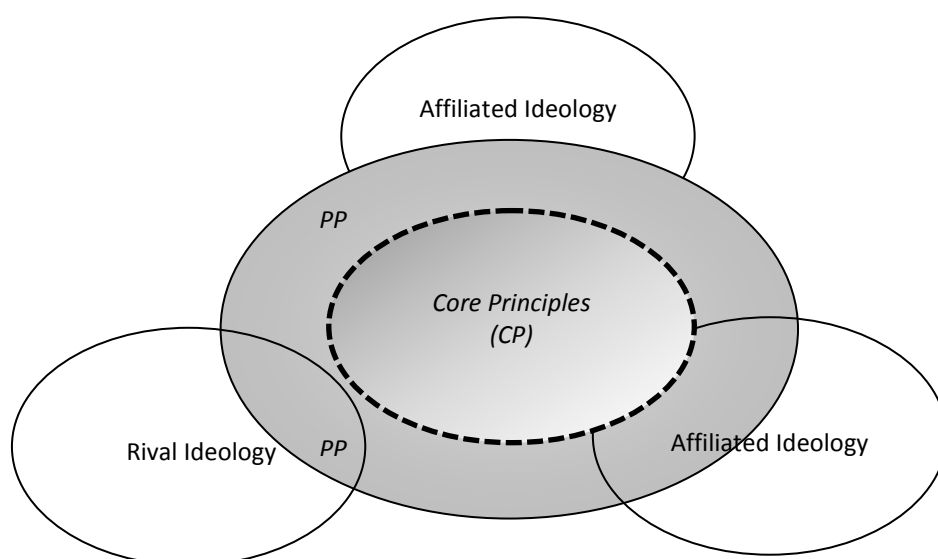 Affiliated Ideology
PP
Core Principles
(CP)
Rival Ideology
PP
Affiliated Ideology